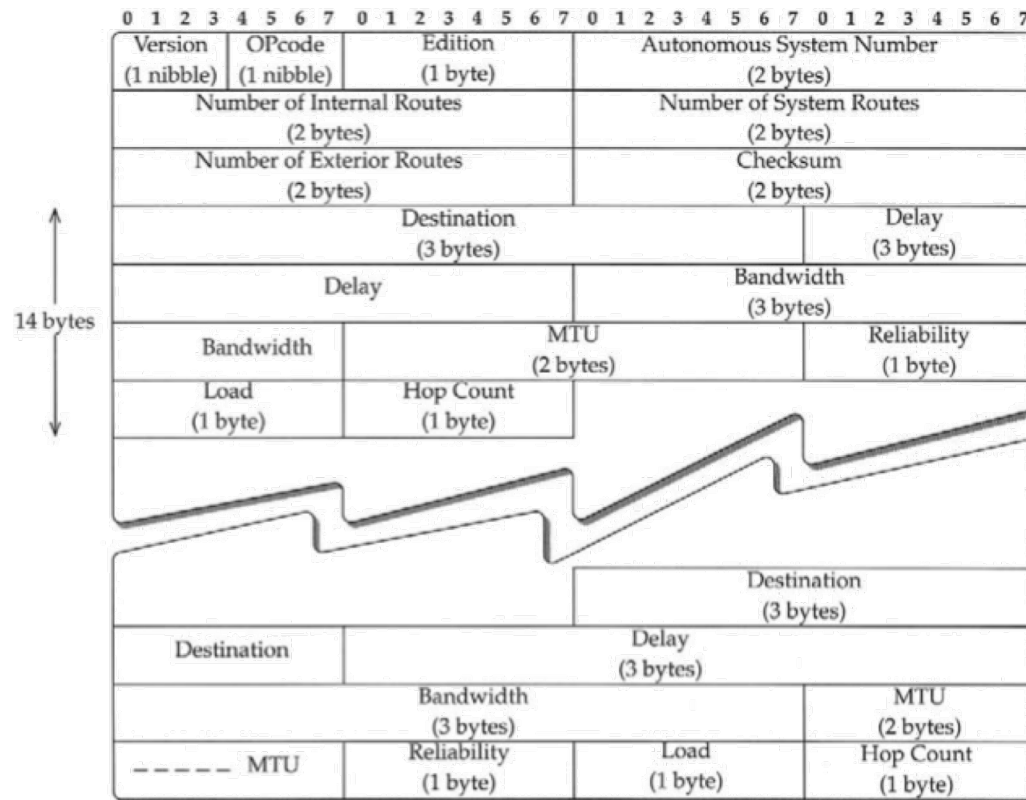 0 1 2 3 4 5 6 7 0 1 2 3 4 5 6 7 0 1 2 3 4 5 6 7 0 1 2 3 4 5 6 7
Version OPcode Edition Autonomous System Number
(1 nibble) (1 nibble) (1 byte) (2 bytes)
Number of Internal Routes Number of System Routes
(2 bytes) (2 bytes)
Number of Exterior Routes Checksum
(2 bytes) (2 bytes)
Destination Delay
(3 bytes) (3 bytes)
Delay Bandwidth
(3 bytes)
14 bytes
Bandwidth MTU Reliability
(2 bytes) (1 byte)
Load Hop Count
(1 byte) (1 byte)
Destination
(3 bytes)
Destination Delay
(3 bytes)
Bandwidth MTU
(3 bytes) (2 bytes)
MTU Reliability Load Hop Count
(1 byte) (1 byte) (1 byte)